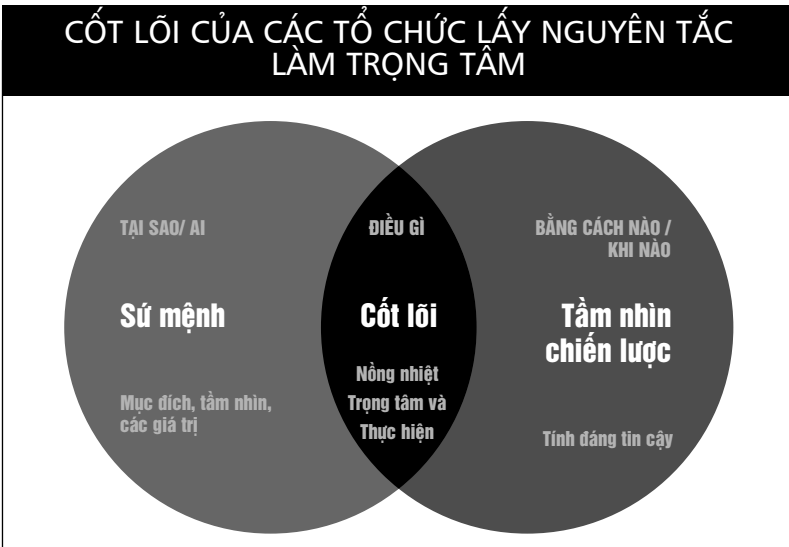 CỐT LÕI CỦA CÁC TỔ CHỨC LẤY NGUYÊN TẮC
LÀM TRỌNG TÂM
TẠI SAO/ AI
Sứ mệnh
Mục đích, tầm nhìn,
các giá trị
ĐIỀU GÌ
Cốt lõi
Nồng nhiệt
Trọng tâm và
Thực hiện
BẰNG CÁCH NÀO /
KHI NÀO
Tầm nhìn
chiến lược
Tính đáng tin cậy